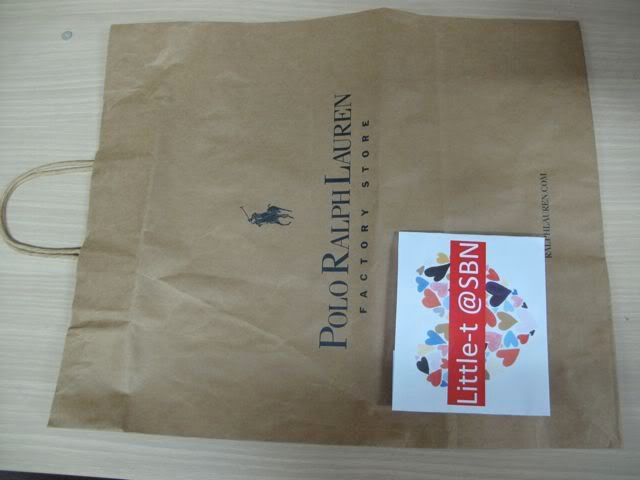 POLO RALPH LAUREN
FACTORY STORE
RALPHLAUREN.COM
Little-t @SBN